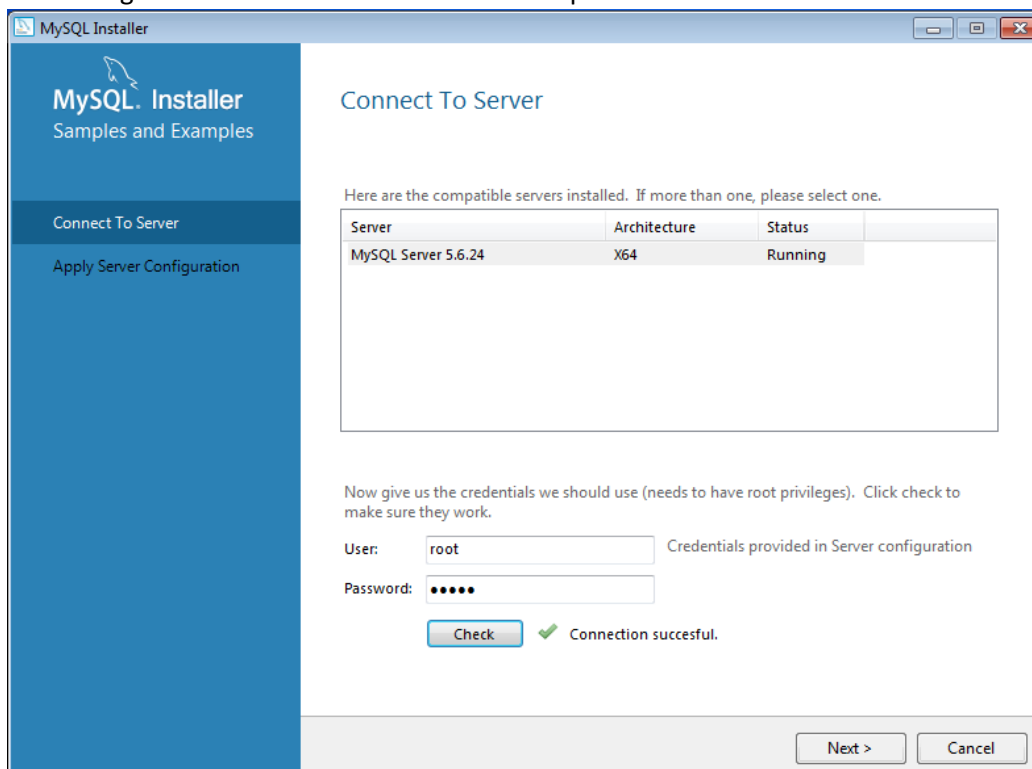 MySQL Installer
MySQL. Installer
Samples and Examples
Connect To Server
Apply Server Configuration
Connect To Server
Here are the compatible servers installed. If more than one, please select one.
Server Architecture Status
MySQL Server 5.6.24 X64 Running
Now give us the credentials we should use (needs to have root privileges). Click check to
make sure they work.
User: root Credentials provided in Server configuration
Password: •••••
Check Connection succesful.
Next > Cancel